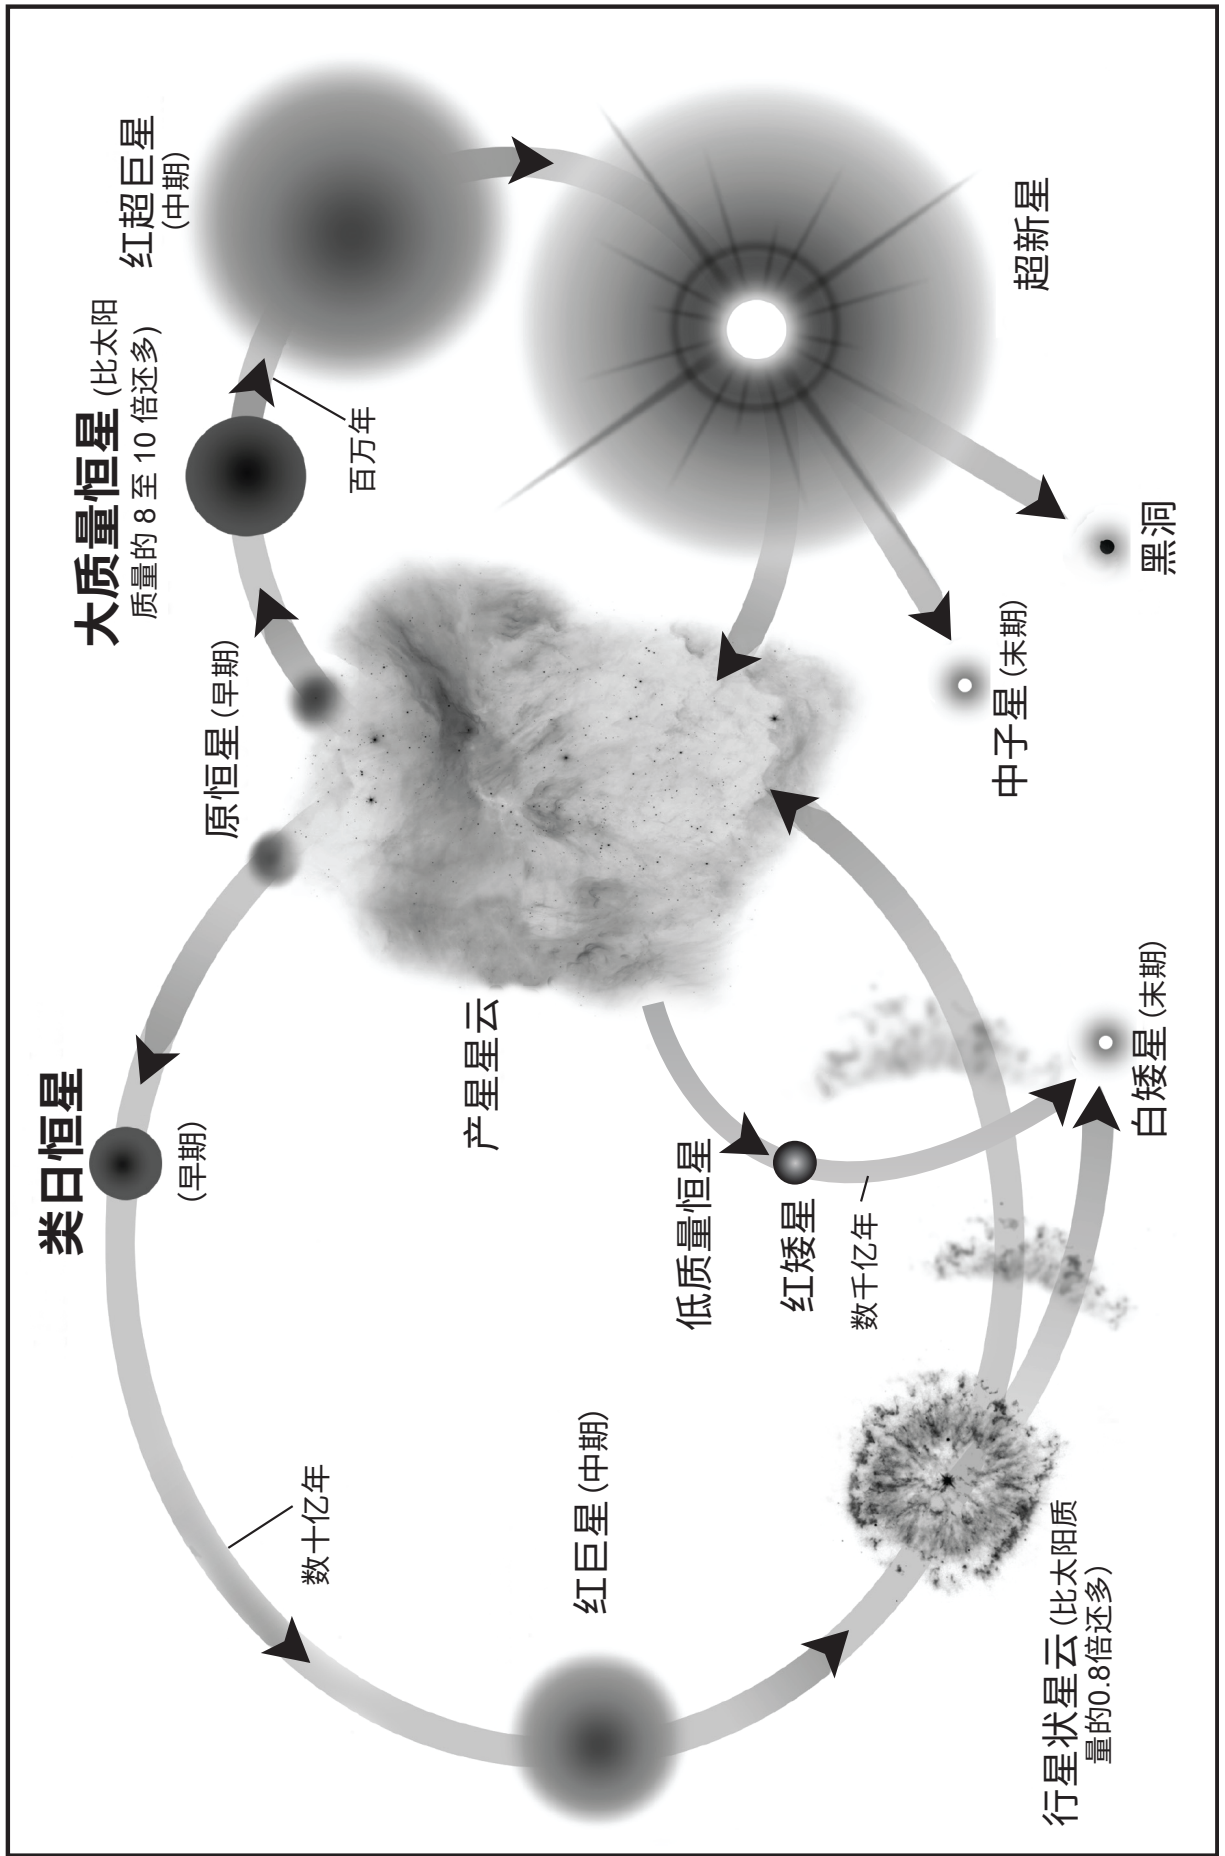 类日恒星
大质量恒星 (比太阳
质量的 8 至 10 倍还多)
红超巨星
(中期)
原恒星 (早期)
(早期)
百万年
数十亿年
产星星云
红巨星 (中期)
低质量恒星
红矮星
数千亿年
超新星
中子星 (末期)
黑洞
白矮星 (末期)
行星状星云 (比太阳质
量的0.8倍还多)